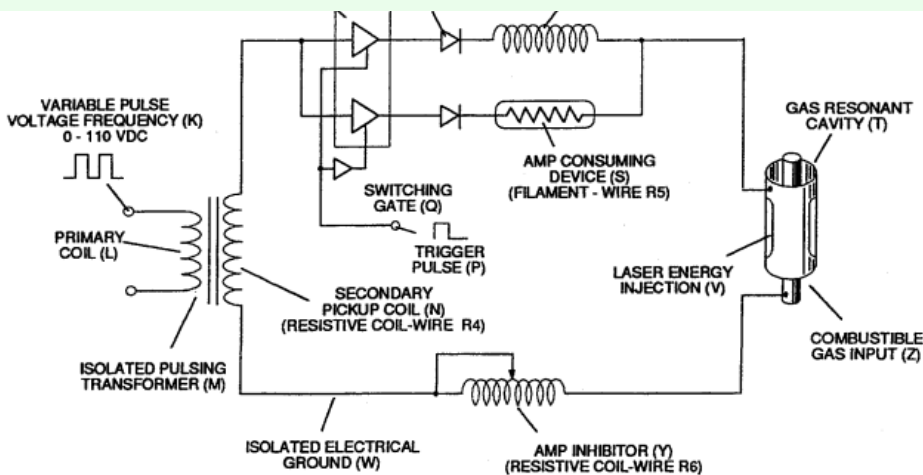 VARIABLE PULSE
VOLTAGE FREQUENCY (K)
0 - 110 VDC
GAS RESONANT
CAVITY (T)
AMP CONSUMING
DEVICE (S)
(FILAMENT - WIRE R5)
SWITCHING
GATE (Q)
PRIMARY
COIL (L)
TRIGGER
PULSE (P)
LASER ENERGY
INJECTION (V)
SECONDARY
PICKUP COIL (N)
(RESISTIVE COIL-WIRE R4)
COMBUSTIBLE
GAS INPUT (Z)
ISOLATED PULSING
TRANSFORMER (M)
ISOLATED ELECTRICAL
GROUND (W)
AMP INHIBITOR (Y)
(RESISTIVE COIL-WIRE R6)